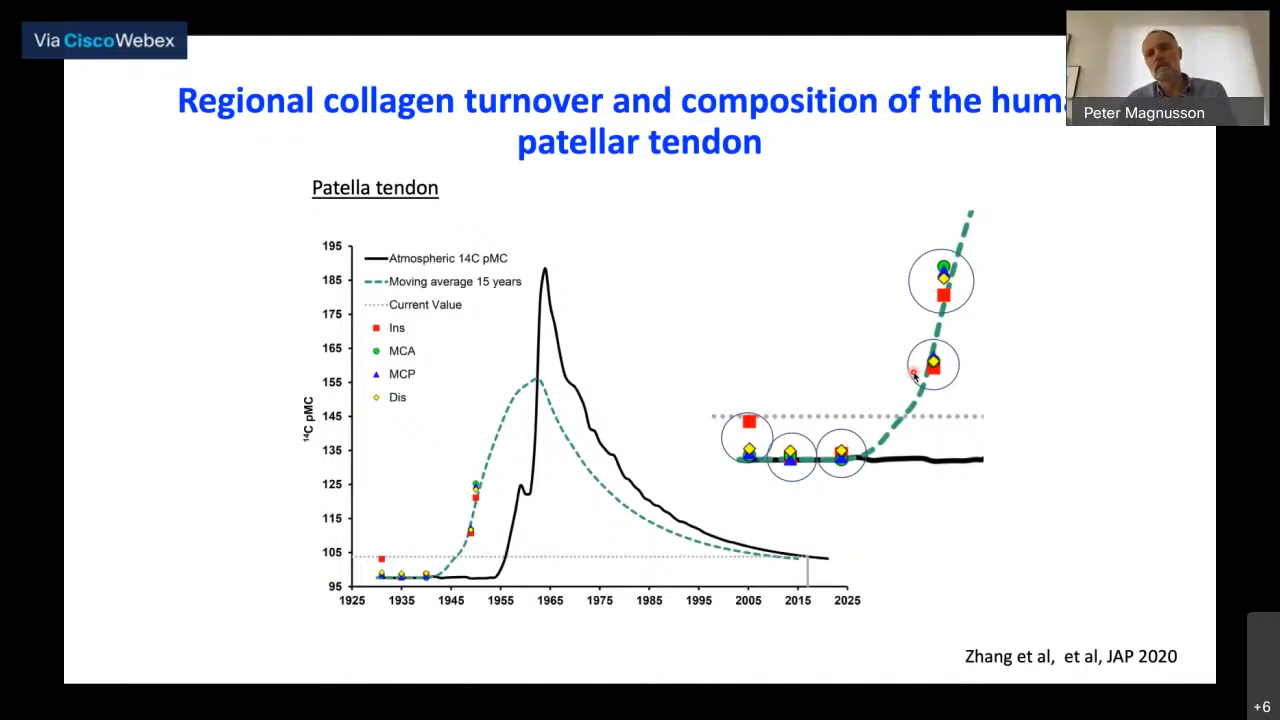 Via Cisco Webex
Regional collagen turnover and composition of the hum
patellar tendon
Peter Magnusson
Patella tendon
195
185
175
165
155
145
135
125
115
105
95
14C pMC
Atmospheric 14C pMC
Moving average 15 years
Current Value
Ins
MCA
MCP
Dis
1925 1935 1945 1955 1965 1975 1985 1995 2005 2015 2025
Zhang et al, et al, JAP 2020
+6